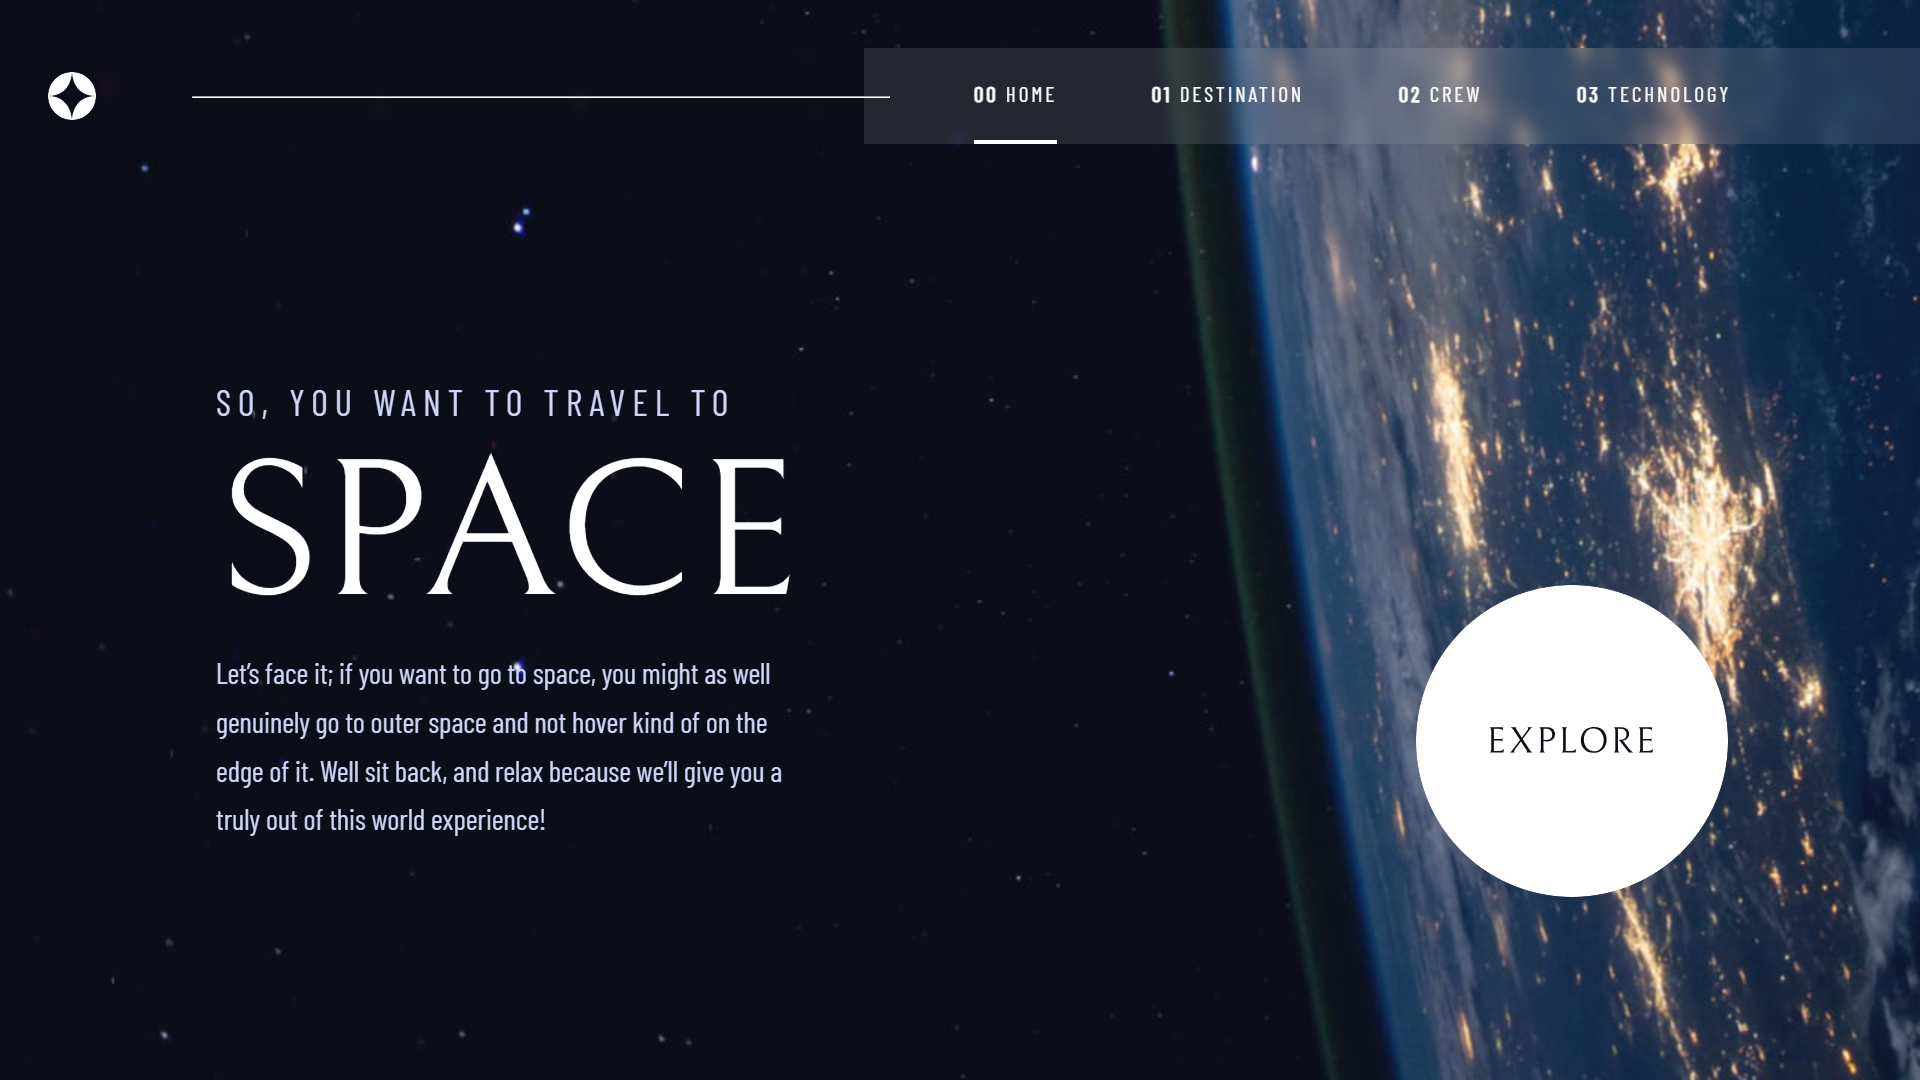 00 HOME 01 DESTINATION 02 CREW 03 TECHNOLOGY
SO, YOU WANT TO TRAVEL TO
SPACE
Let’s face it; if you want to go to space, you might as well
genuinely go to outer space and not hover kind of on the
edge of it. Well sit back, and relax because we’ll give you a
truly out of this world experience!
EXPLORE